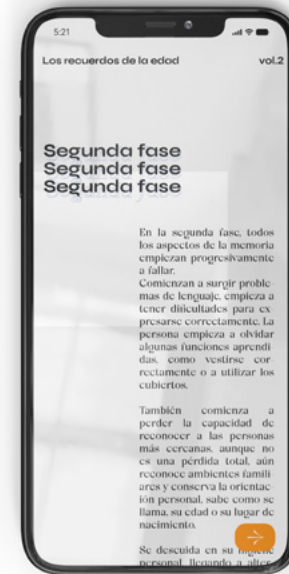 5:21
Los recuerdos de la edad vol.2
Segunda fase
Segunda fase
Segunda fase
En la segunda fase, todos
los aspectos de la memoria
empiezan progresivamente
a fallar.
Comienzan a surgir proble-
mas de lenguaje, empieza a
tener dificultades para ex-
presarse correctamente. La
persona empieza a olvidar
algunas funciones aprendi-
das, como vestirse cor-
rectamente o a utilizar los
cubiertos.
También comienza a
perder la capacidad de
reconocer a las personas
más cercanas, aunque no
es una pérdida total, aún
reconoce ambientes famili-
ares y conserva la orientac-
ión personal, sabe como se
llama, su edad o su lugar de
nacimiento.
Se descuida en su higiene
personal, llegando a alter